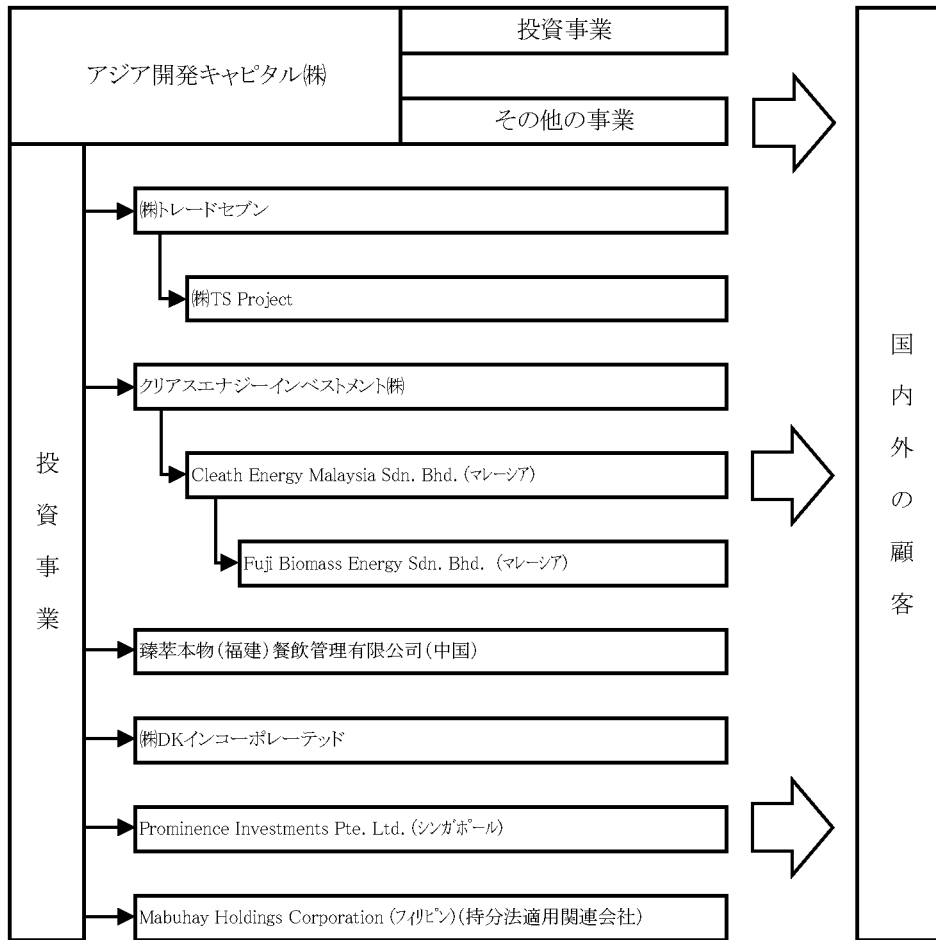 アジア開発キャピタル㈱
投資事業
その他の事業
㈱トレードセブン
㈱TS Project
クリアスエナジーインベストメント㈱
Cleath Energy Malaysia Sdn. Bhd. (ﾏﾚｰｼｱ)
Fuji Biomass Energy Sdn. Bhd. (ﾏﾚｰｼｱ)
臻萃本物(福建)餐飲管理有限公司(中国)
㈱DKインコーポレーテッド
Prominence Investments Pte. Ltd. (ｼﾝｶﾞﾎﾟｰﾙ)
Mabuhay Holdings Corporation (ﾌｨﾘﾋﾟﾝ)(持分法適用関連会社)
投資事業
国内外の顧客